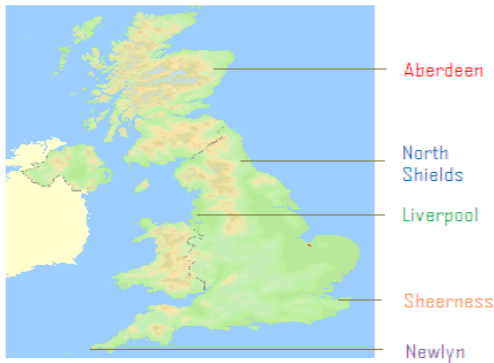 Aberdeen
North
Shields
Liverpool
Sheerness
Newlyn